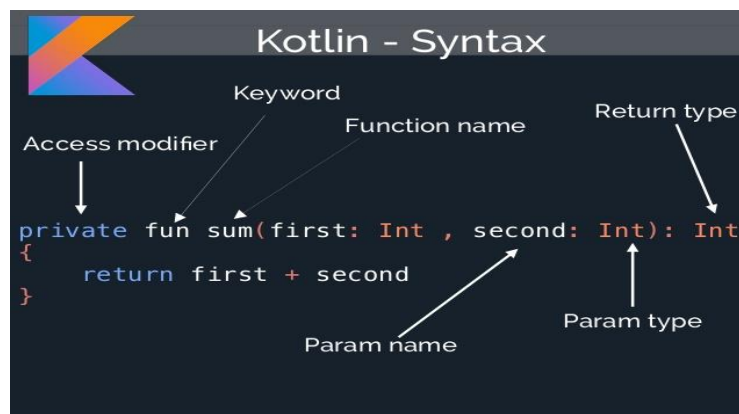 Kotlin - Syntax
Keyword
Function name
Return type
Access modifier
private fun sum(first: Int , second: Int): Int
{
return first + second
}
Param type
Param name